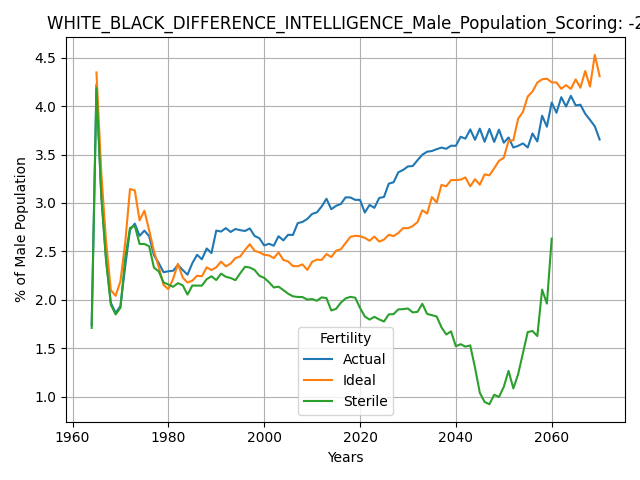 WHITE_BLACK_DIFFERENCE_INTELLIGENCE_Male_Population_Scoring: -2
4.5
4.0
3.5
3.0
2.5
2.0
1.5
1.0
% of Male Population
Fertility
Actual
Ideal
Sterile
1960 1980 2000 2020 2040 2060
Years